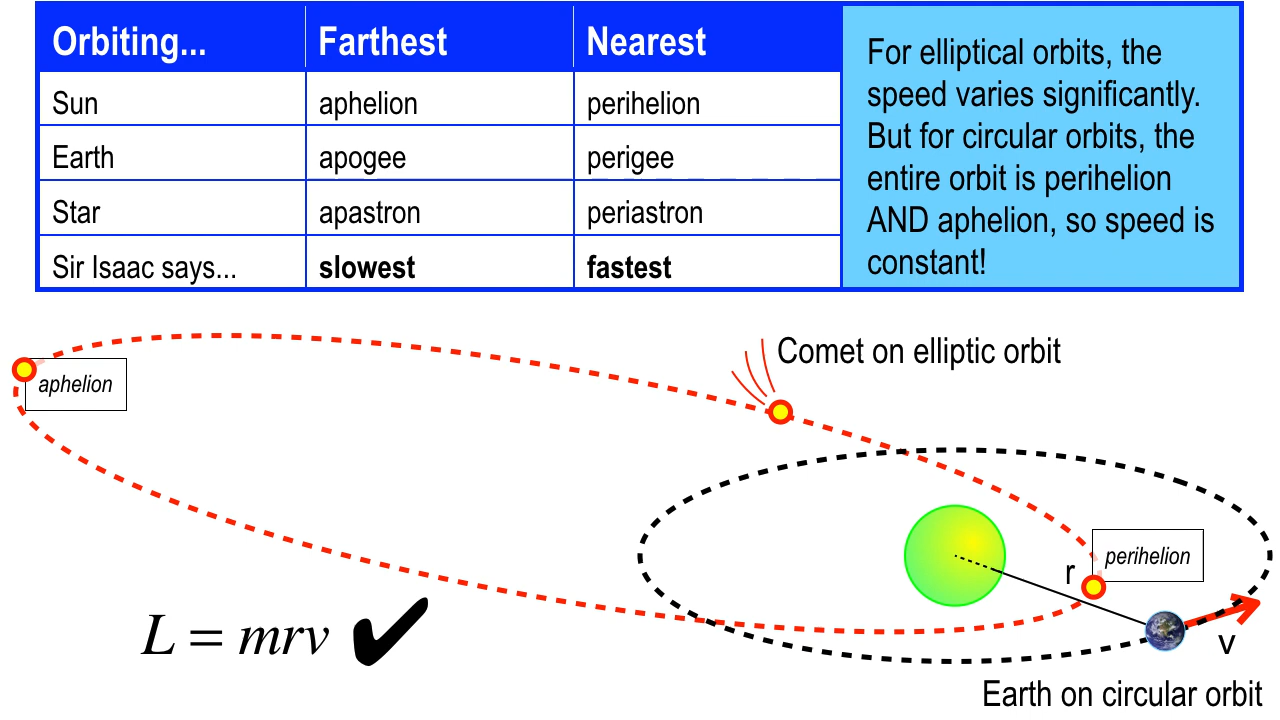 Orbiting... Farthest Nearest
Sun aphelion perihelion
Earth apogee perigee
Star apastron periastron
Sir Isaac says... slowest fastest
For elliptical orbits, the
speed varies significantly.
But for circular orbits, the
entire orbit is perihelion
AND aphelion, so speed is
constant!
Comet on elliptic orbit
aphelion
perihelion
r
L = mrv ✔
v
Earth on circular orbit